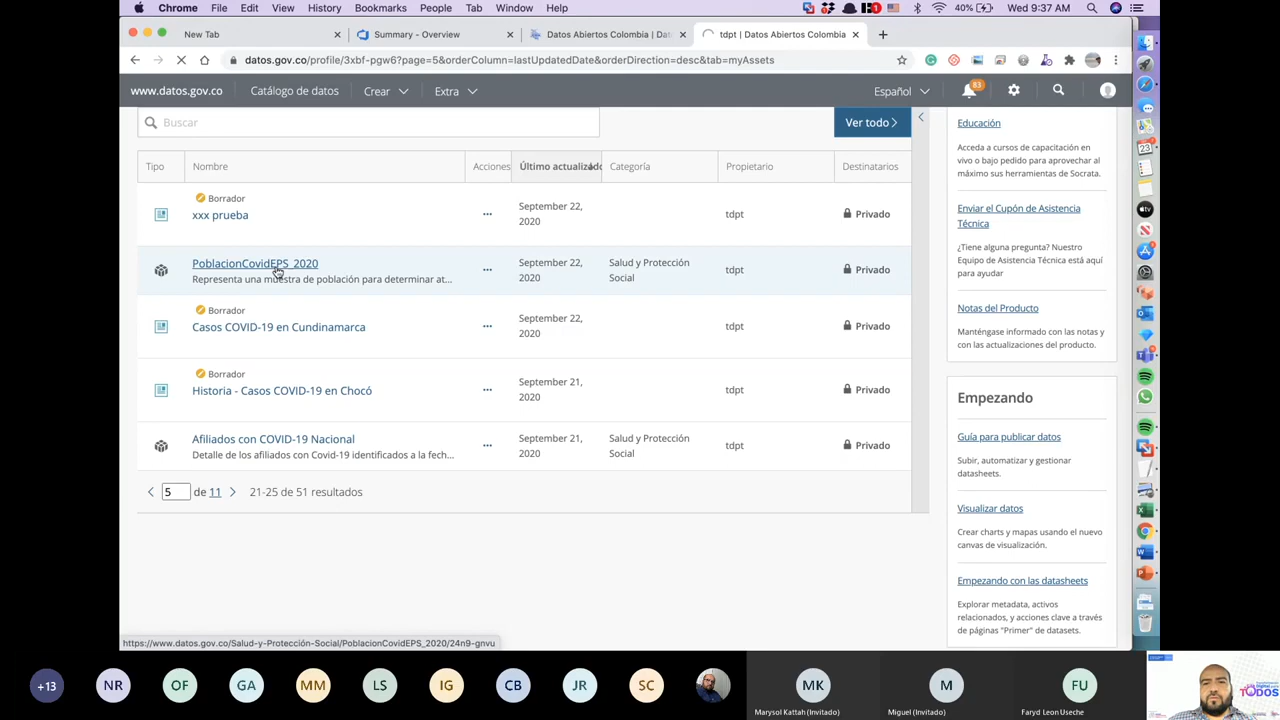 Chrome File Edit View History Bookmarks People Tab Window Help 1 40% Wed 9:37 AM
New Tab Summary - Overview Datos Abiertos Colombia | Dat tdpt | Datos Abiertos Colombia
datos.gov.co/profile/3xbf-pgw6?page=5&orderColumn=lastUpdatedDate&orderDirection=desc&tab=myAssets
www.datos.gov.co Catálogo de datos Crear Extra Español 83
Buscar
Ver todo
Tipo Nombre Acciones Último actualizado Categoría Propietario Destinatarios
Borrador
xxx prueba
September 22,
2020
tdpt
Privado
PoblacionCovidEPS_2020
Representa una muestra de población para determinar at...
September 22,
2020
Salud y Protección
Social
tdpt
Privado
Borrador
Casos COVID-19 en Cundinamarca
September 22,
2020
tdpt
Privado
Borrador
Historia - Casos COVID-19 en Chocó
September 21,
2020
tdpt
Privado
Afiliados con COVID-19 Nacional
Detalle de los afiliados con Covid-19 identificados a la fech...
September 21,
2020
Salud y Protección
Social
tdpt
Privado
5 de 11 21-25 de 51 resultados
Educación
Acceda a cursos de capacitación en
vivo o bajo pedido para aprovechar al
máximo sus herramientas de Socrata.
Enviar el Cupón de Asistencia
Técnica
¿Tiene alguna pregunta? Nuestro
Equipo de Asistencia Técnica está aquí
para ayudar
Notas del Producto
Manténgase informado con las notas y
con las actualizaciones del producto.
Empezando
Guía para publicar datos
Subir, automatizar y gestionar
datasheets.
Visualizar datos
Crear charts y mapas usando el nuevo
canvas de visualización.
Empezando con las datasheets
Explorar metadata, activos
relacionados, y acciones clave a través
de páginas "Primer" de datasets.
https://www.datos.gov.co/Salud-y-Protección-Social/PoblacionCovidEPS_2020/24n9-gnvu
+13 NR OF GA MM LS IG CB JR SC MK M FU
Marysol Kattah (Invitado) Miguel (Invitado) Faryd Leon Useche
TODOS